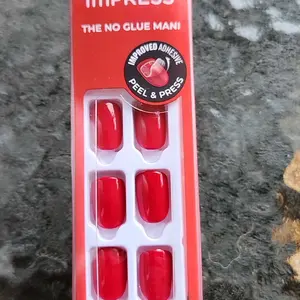 IMPRESS
THE NO GLUE MANI
IMPROVED ADHESIVE
PEEL & PRESS